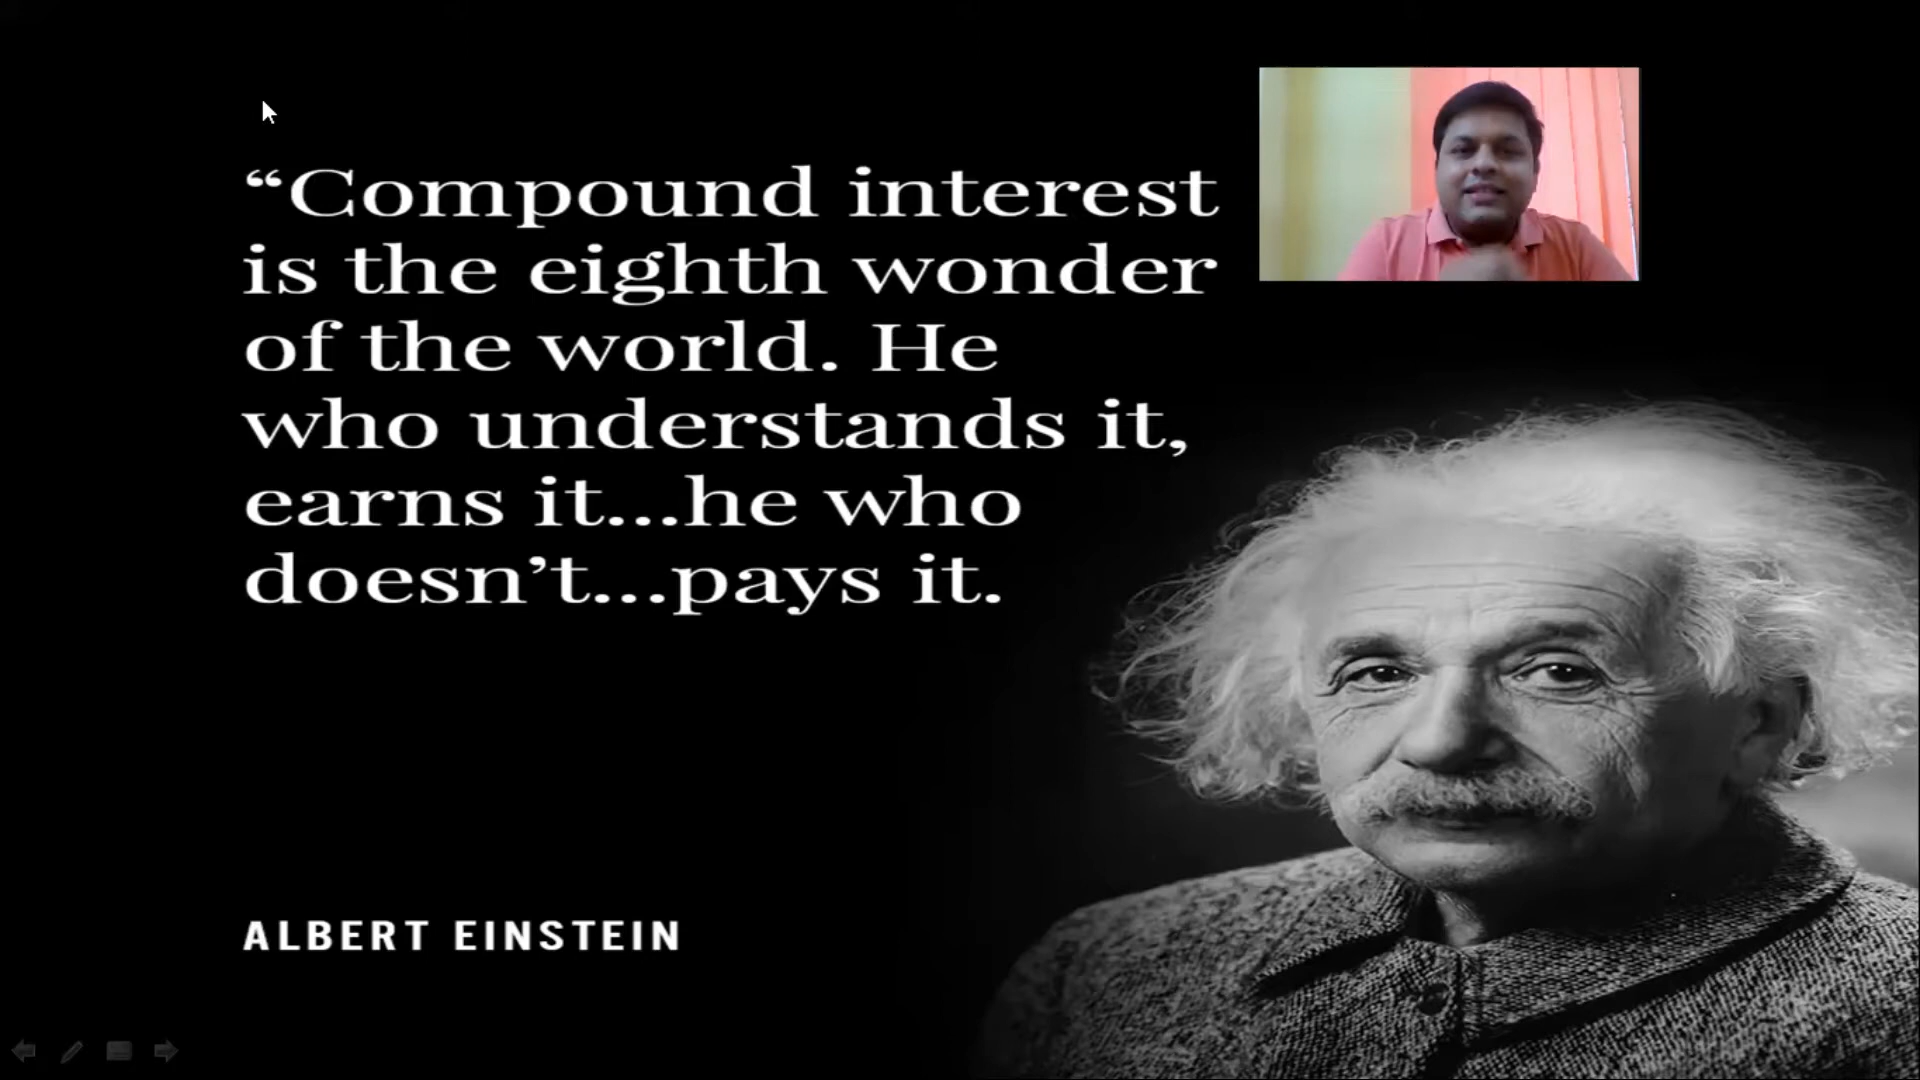 “Compound interest
is the eighth wonder
of the world. He
who understands it,
earns it...he who
doesn’t...pays it.
ALBERT EINSTEIN